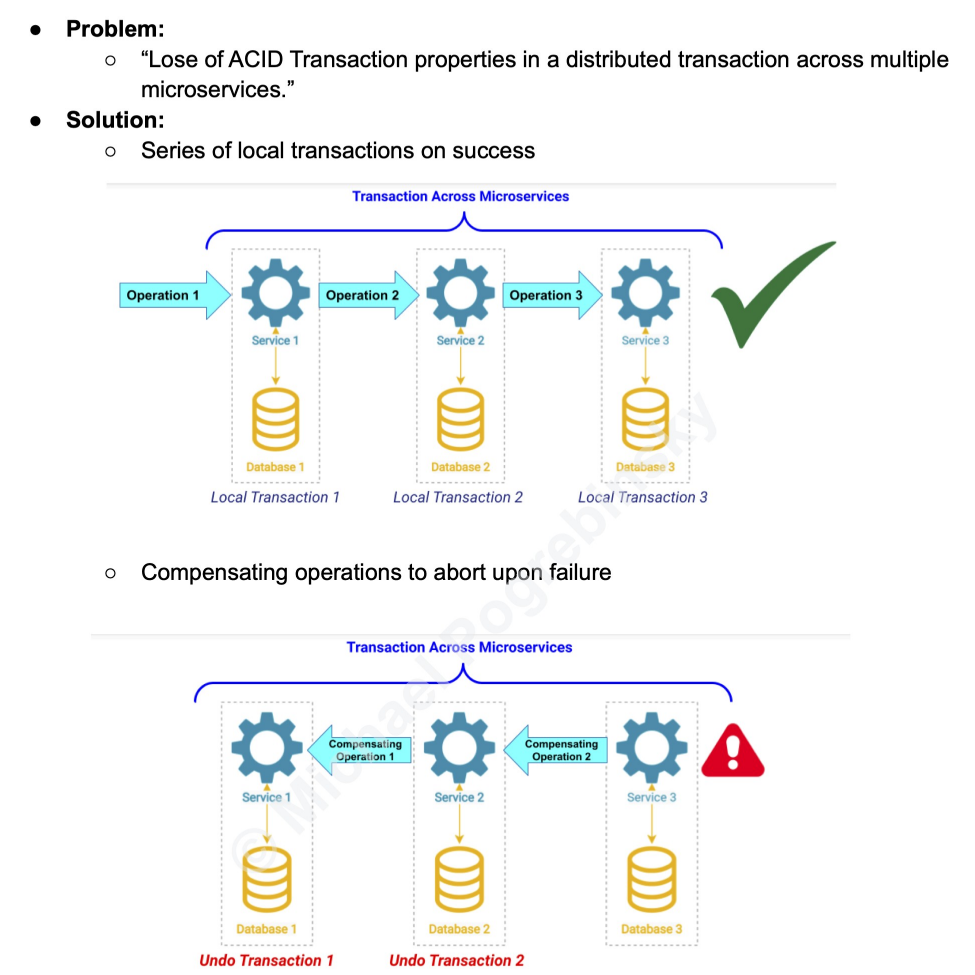 ● Problem:
○ “Lose of ACID Transaction properties in a distributed transaction across multiple
microservices.”
● Solution:
○ Series of local transactions on success
Transaction Across Microservices
Operation 1
Operation 2
Operation 3
Service 1
Service 2
Service 3
Database 1
Database 2
Database 3
Local Transaction 1
Local Transaction 2
Local Transaction 3
○ Compensating operations to abort upon failure
Transaction Across Microservices
Compensating
Operation 1
Compensating
Operation 2
Service 1
Service 2
Service 3
Database 1
Database 2
Database 3
Undo Transaction 1
Undo Transaction 2
© Michael Pogrebinsky